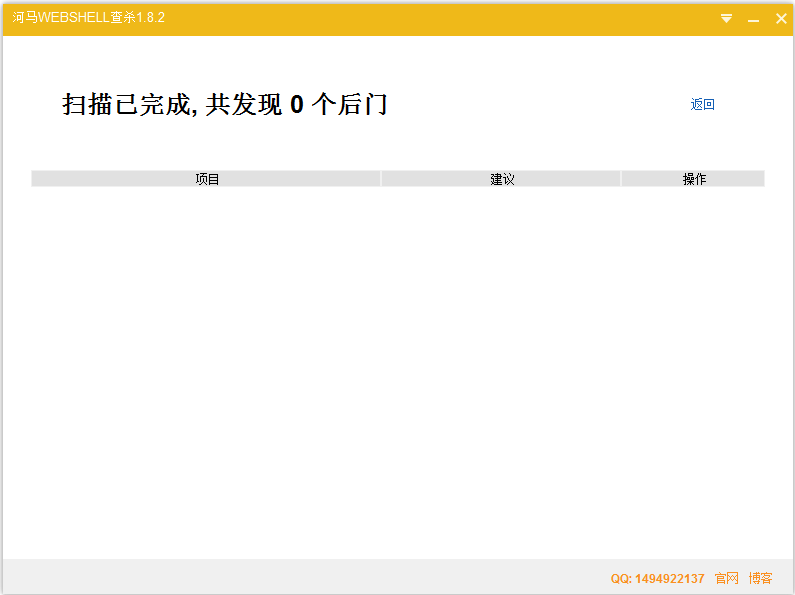 河马WEBSHELL查杀1.8.2
扫描已完成, 共发现 0 个后门
返回
项目 建议 操作
QQ: 1494922137 官网 博客